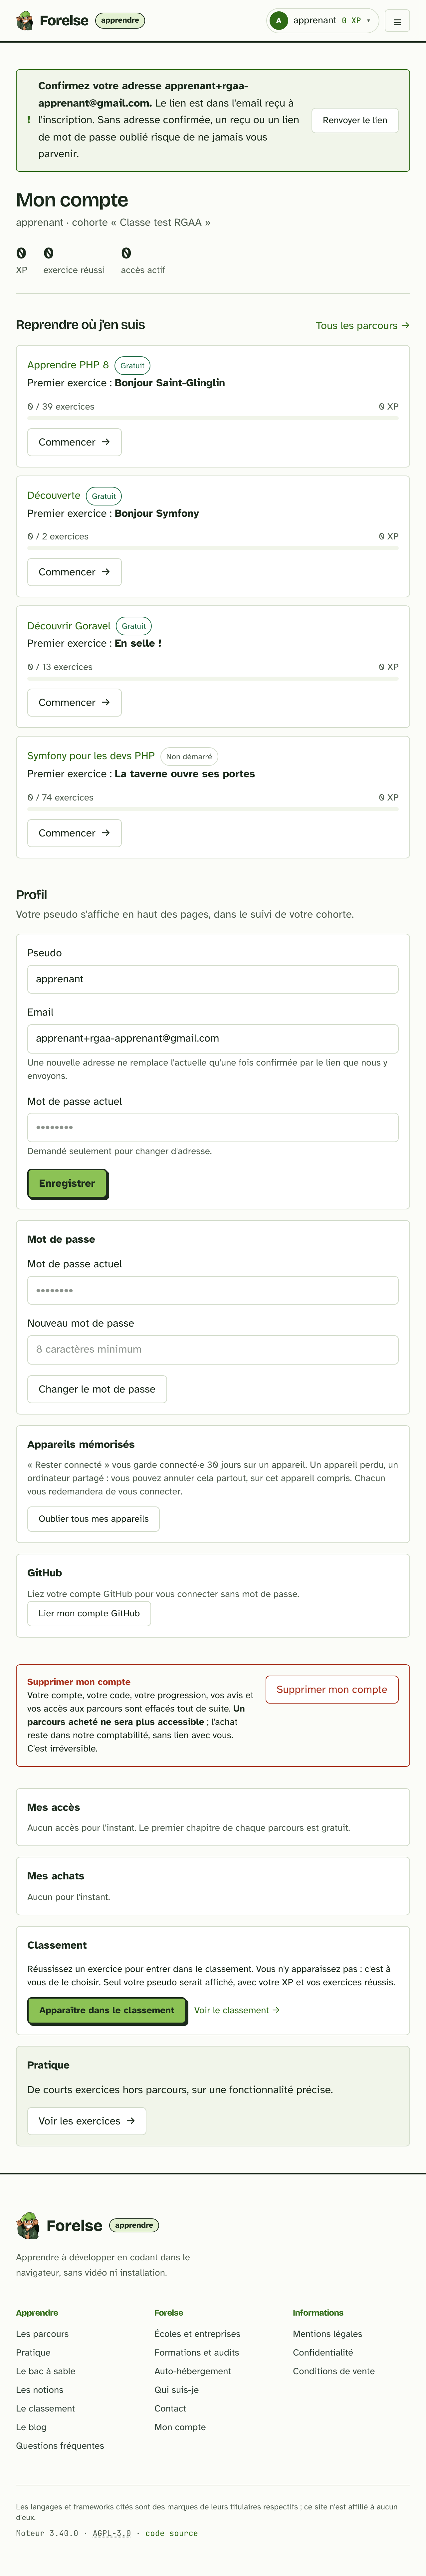 Forelse apprendre
A apprenant 0 XP ▾
Confirmez votre adresse apprenant+rgaa-
apprenant@gmail.com. Le lien est dans l'email reçu à
! l'inscription. Sans adresse confirmée, un reçu ou un lien
de mot de passe oublié risque de ne jamais vous
parvenir.
Renvoyer le lien
Mon compte
apprenant · cohorte « Classe test RGAA »
0 0 0
XP exercice réussi accès actif
Reprendre où j'en suis Tous les parcours →
Apprendre PHP 8 Gratuit
Premier exercice : Bonjour Saint-Glinglin
0 / 39 exercices 0 XP
Commencer →
Découverte Gratuit
Premier exercice : Bonjour Symfony
0 / 2 exercices 0 XP
Commencer →
Découvrir Goravel Gratuit
Premier exercice : En selle !
0 / 13 exercices 0 XP
Commencer →
Symfony pour les devs PHP Non démarré
Premier exercice : La taverne ouvre ses portes
0 / 74 exercices 0 XP
Commencer →
Profil
Votre pseudo s'affiche en haut des pages, dans le suivi de votre cohorte.
Pseudo
apprenant
Email
apprenant+rgaa-apprenant@gmail.com
Une nouvelle adresse ne remplace l'actuelle qu'une fois confirmée par le lien que nous y
envoyons.
Mot de passe actuel
••••••••
Demandé seulement pour changer d'adresse.
Enregistrer
Mot de passe
Mot de passe actuel
••••••••
Nouveau mot de passe
8 caractères minimum
Changer le mot de passe
Appareils mémorisés
« Rester connecté » vous garde connecté·e 30 jours sur un appareil. Un appareil perdu, un
ordinateur partagé : vous pouvez annuler cela partout, sur cet appareil compris. Chacun
vous redemandera de vous connecter.
Oublier tous mes appareils
GitHub
Liez votre compte GitHub pour vous connecter sans mot de passe.
Lier mon compte GitHub
Supprimer mon compte
Votre compte, votre code, votre progression, vos avis et
vos accès aux parcours sont effacés tout de suite. Un
parcours acheté ne sera plus accessible ; l'achat
reste dans notre comptabilité, sans lien avec vous.
C'est irréversible.
Supprimer mon compte
Mes accès
Aucun accès pour l'instant. Le premier chapitre de chaque parcours est gratuit.
Mes achats
Aucun pour l'instant.
Classement
Réussissez un exercice pour entrer dans le classement. Vous n'y apparaissez pas : c'est à
vous de le choisir. Seul votre pseudo serait affiché, avec votre XP et vos exercices réussis.
Apparaître dans le classement Voir le classement →
Pratique
De courts exercices hors parcours, sur une fonctionnalité précise.
Voir les exercices →
Forelse apprendre
Apprendre à développer en codant dans le
navigateur, sans vidéo ni installation.
Apprendre
Les parcours
Pratique
Le bac à sable
Les notions
Le classement
Le blog
Questions fréquentes
Forelse
Écoles et entreprises
Formations et audits
Auto-hébergement
Qui suis-je
Contact
Mon compte
Informations
Mentions légales
Confidentialité
Conditions de vente
Les langages et frameworks cités sont des marques de leurs titulaires respectifs ; ce site n'est affilié à aucun
d'eux.
Moteur 3.40.0 · AGPL-3.0 · code source